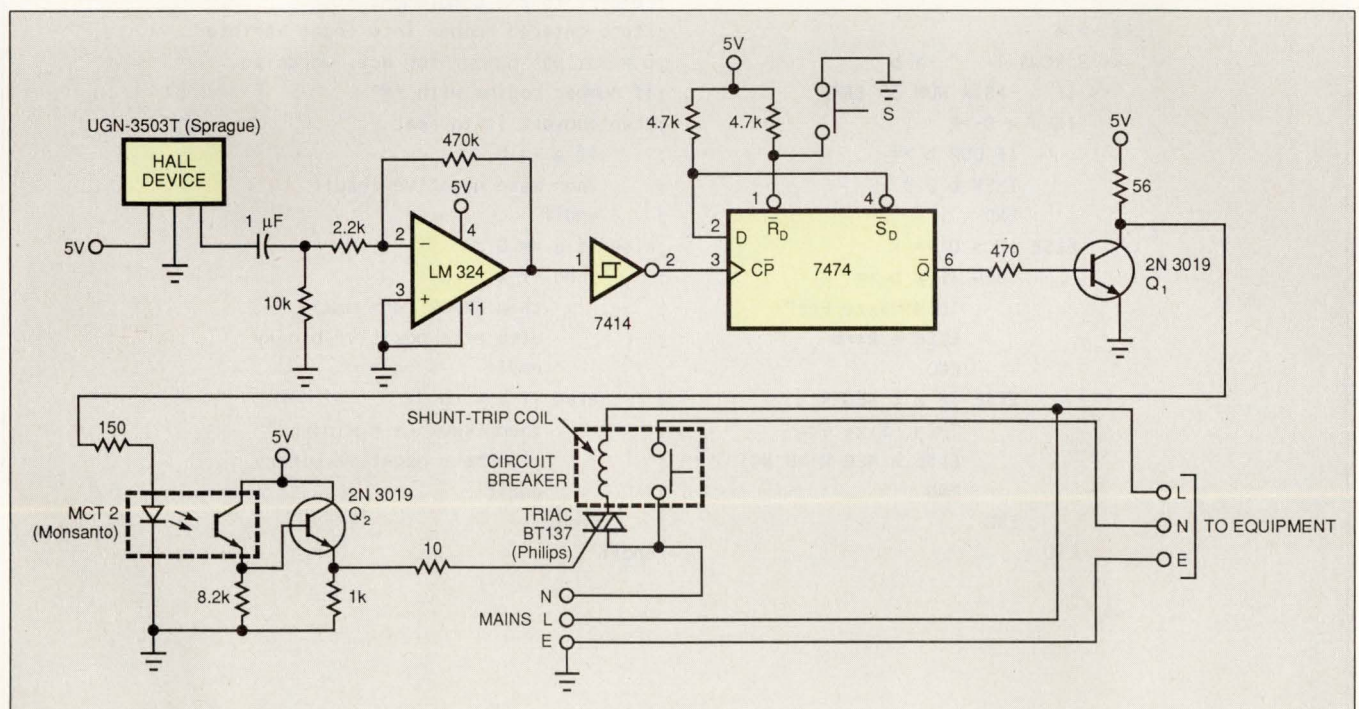 UGN-3503T (Sprague)
HALL
DEVICE
5V
1 μF
10k
2.2k
470k
5V
2
−
3
+
4
11
LM 324
1
2
7414
5V
4.7k
4.7k
S
1
4
R̅D
S̅D
2
D
3
C̅P̅
7474
Q̅
6
470
5V
56
2N 3019
Q1
150
MCT 2
(Monsanto)
5V
2N 3019
Q2
8.2k
1k
10
SHUNT-TRIP COIL
CIRCUIT
BREAKER
TRIAC
BT137
(Philips)
N
MAINS L
E
L
N
E
TO EQUIPMENT